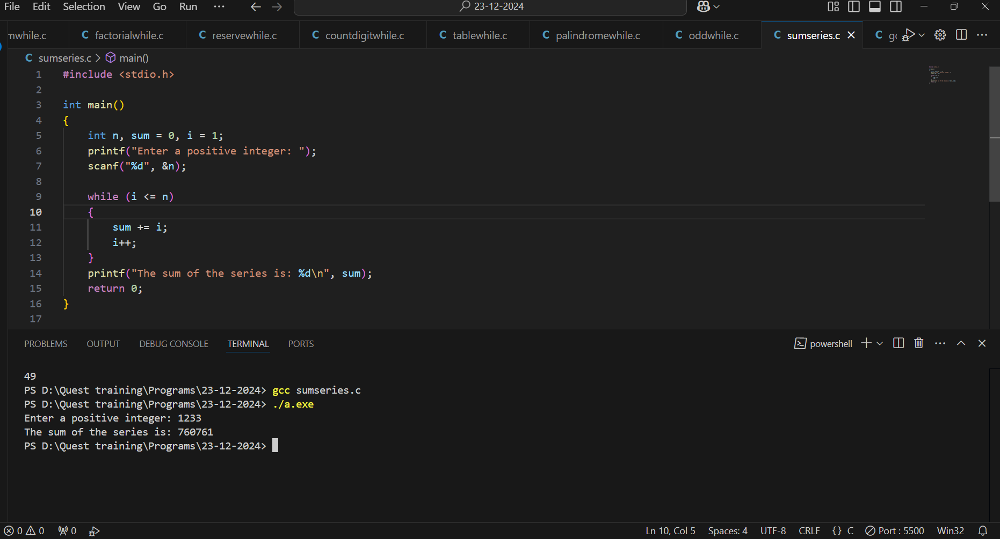 File Edit Selection View Go Run ··· 23-12-2024
mwhile.c C factorialwhile.c C reservewhile.c C countdigitwhile.c C tablewhile.c C palindromewhile.c C oddwhile.c C sumseries.c C
C sumseries.c > main()
1 #include <stdio.h>
2
3 int main()
4 {
5     int n, sum = 0, i = 1;
6     printf("Enter a positive integer: ");
7     scanf("%d", &n);
8
9     while (i <= n)
10     {
11         sum += i;
12         i++;
13     }
14     printf("The sum of the series is: %d\n", sum);
15     return 0;
16 }
17
PROBLEMS OUTPUT DEBUG CONSOLE TERMINAL PORTS powershell
49
PS D:\Quest training\Programs\23-12-2024> gcc sumseries.c
PS D:\Quest training\Programs\23-12-2024> ./a.exe
Enter a positive integer: 1233
The sum of the series is: 760761
PS D:\Quest training\Programs\23-12-2024>
0 0 0 Ln 10, Col 5 Spaces: 4 UTF-8 CRLF {} C Port : 5500 Win32